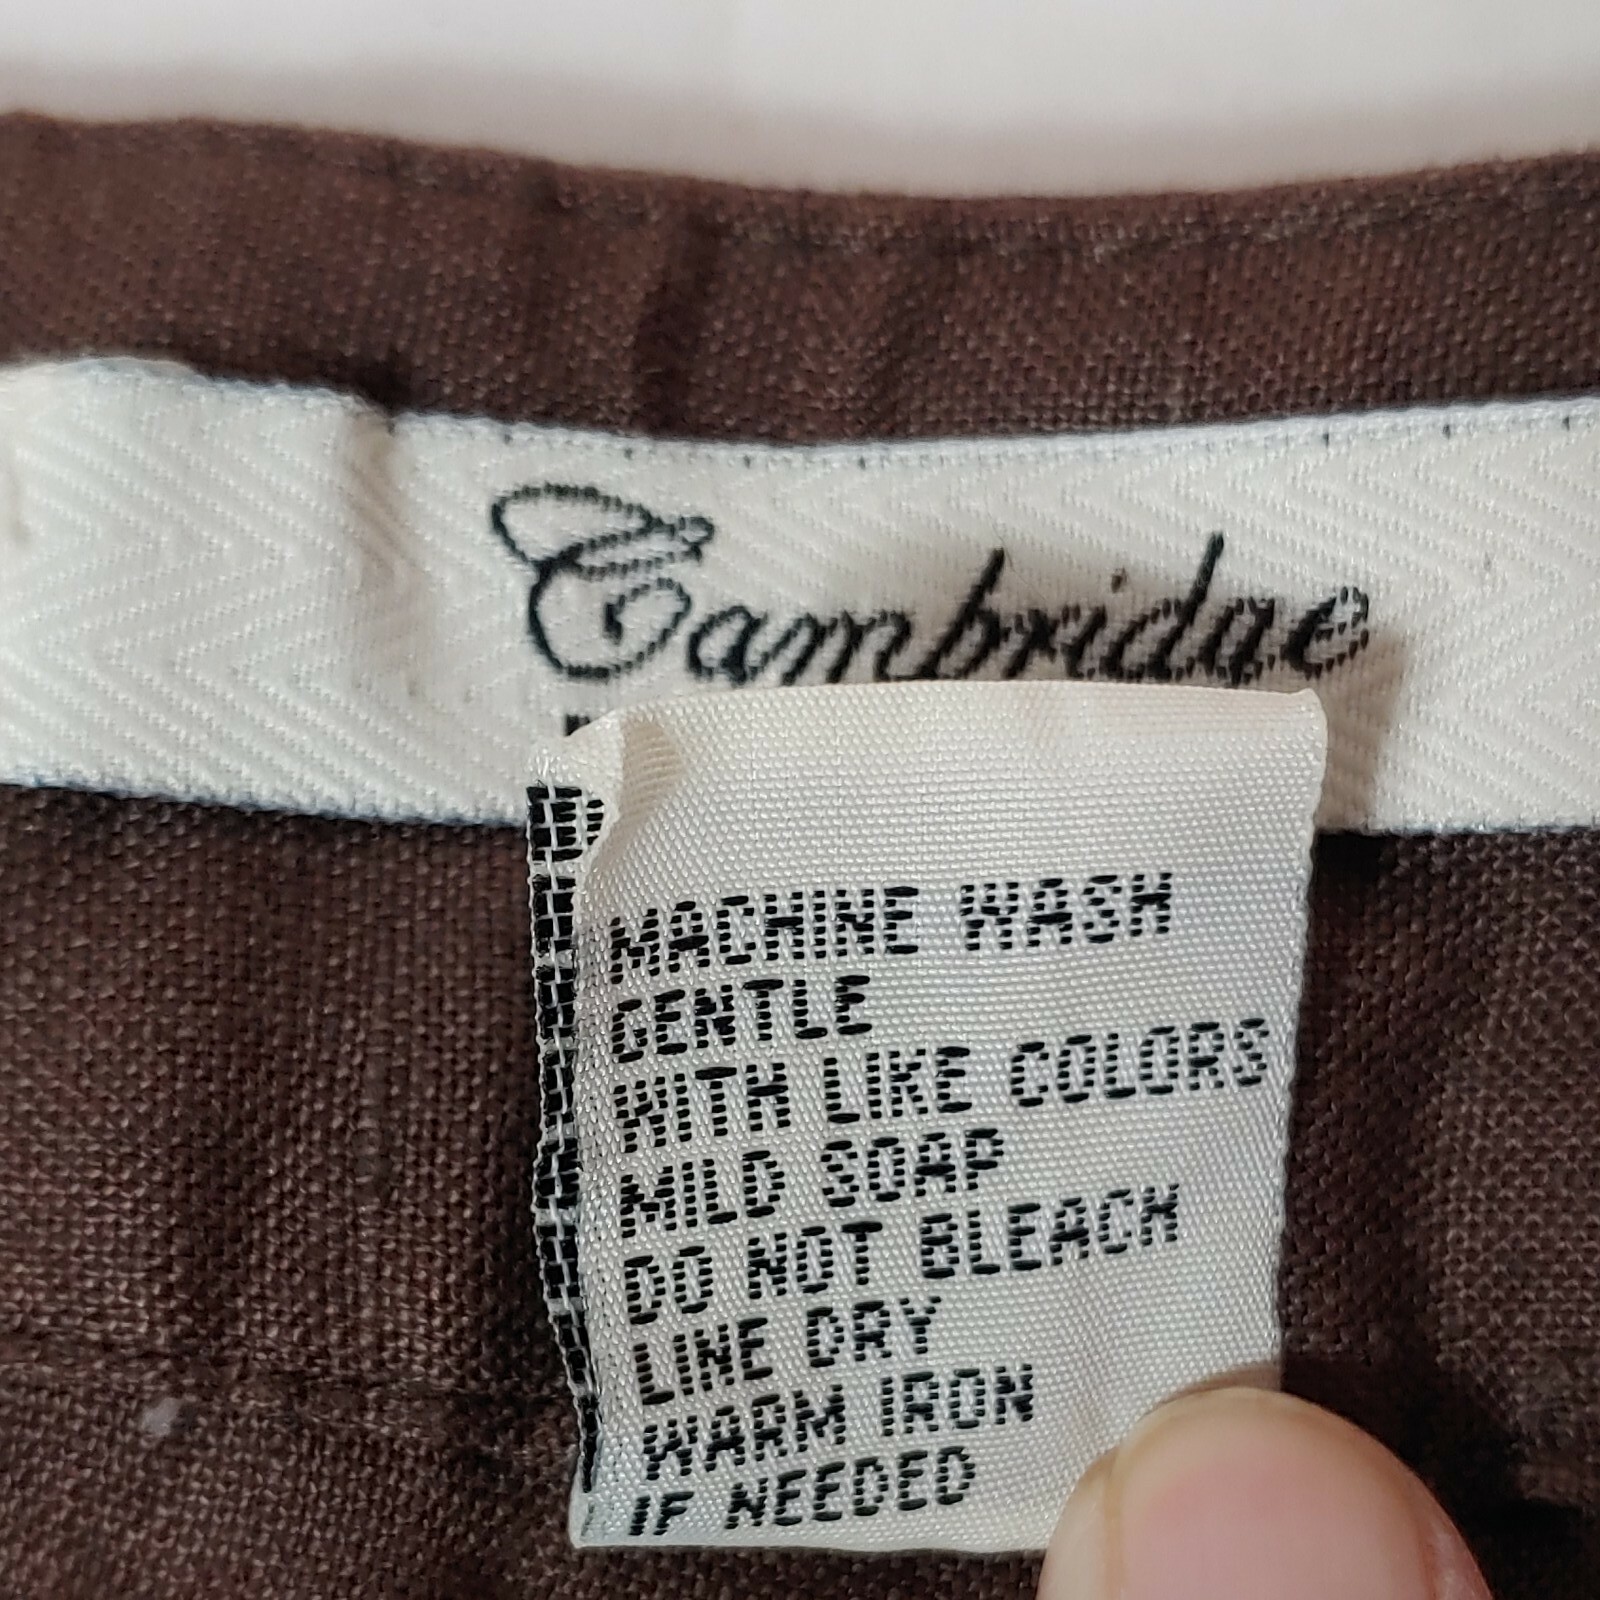 Cambridge
MACHINE WASH
GENTLE
WITH LIKE COLORS
MILD SOAP
DO NOT BLEACH
LINE DRY
WARM IRON
IF NEEDED